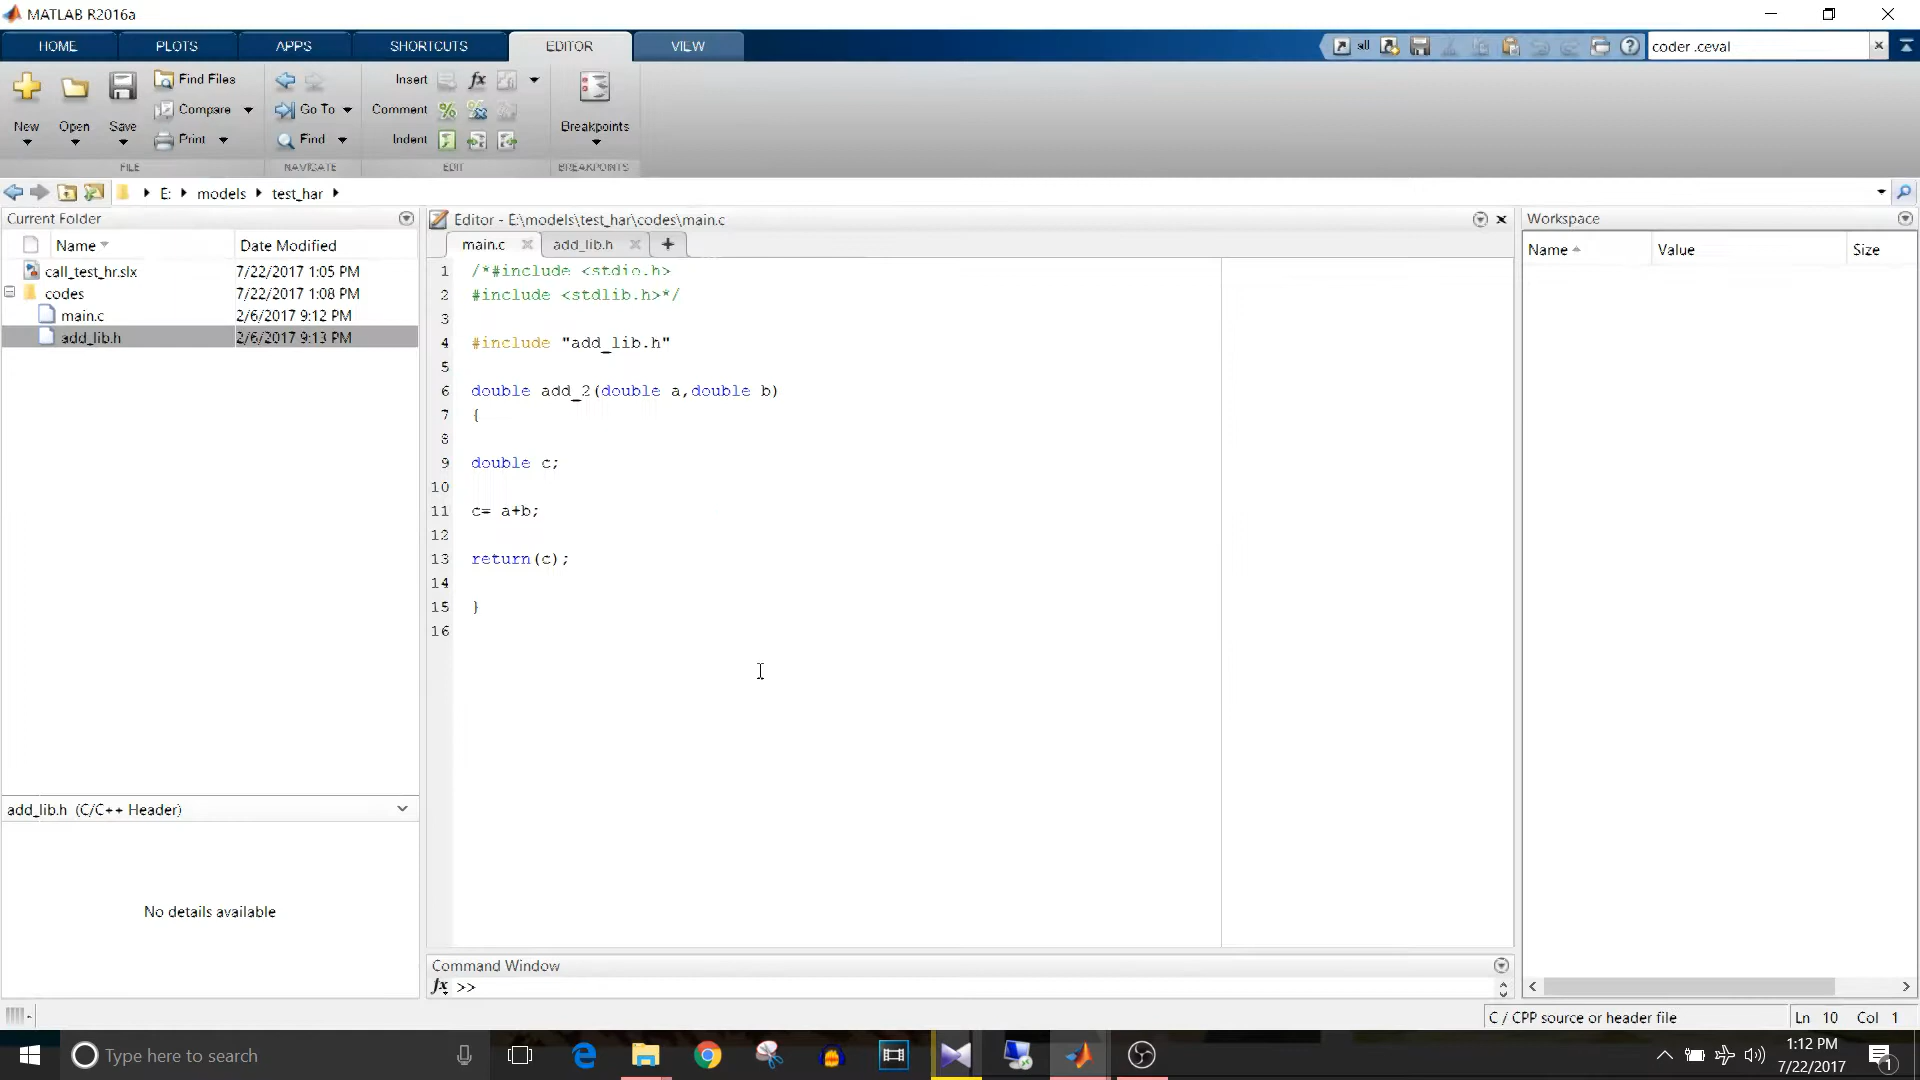 MATLAB R2016a
HOME PLOTS APPS SHORTCUTS EDITOR VIEW
all
coder .ceval
New Open Save
Find Files
Compare
Print
Go To
Find
Insert fx
Comment
Indent
Breakpoints
FILE NAVIGATE EDIT BREAKPOINTS
E: models test_har
Current Folder
Name Date Modified
call_test_hr.slx 7/22/2017 1:05 PM
codes 7/22/2017 1:08 PM
main.c 2/6/2017 9:12 PM
add_lib.h 2/6/2017 9:13 PM
add_lib.h (C/C++ Header)
No details available
Editor - E:\models\test_har\codes\main.c
main.c add_lib.h
1 /*#include <stdio.h>
2 #include <stdlib.h>*/
3
4 #include "add_lib.h"
5
6 double add_2(double a,double b)
7 {
8
9 double c;
10
11 c= a+b;
12
13 return(c);
14
15 }
16
Command Window
fx >>
Workspace
Name Value Size
C / CPP source or header file Ln 10 Col 1
Type here to search
1:12 PM
7/22/2017
1